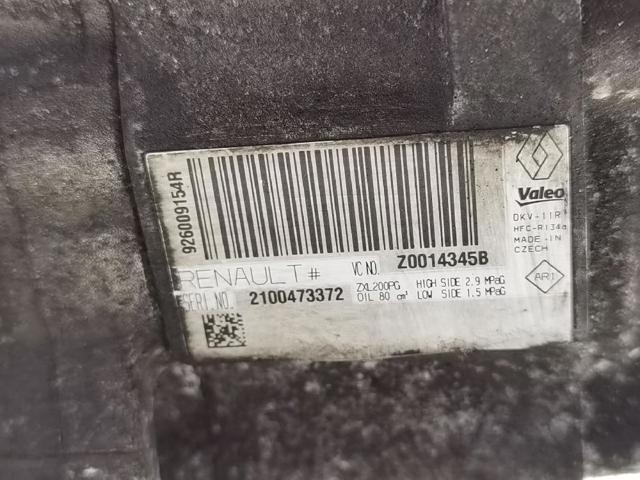 926009154R
Valeo
DKV-11R
HFC-R134a
MADE-IN
CZECH
RENAULT# VC NO. Z0014345B
SERI NO. 2100473372
ZXL200PG HIGH SIDE 2.9 MPaG
OIL 80 cm³ LOW SIDE 1.5 MPaG
AR1